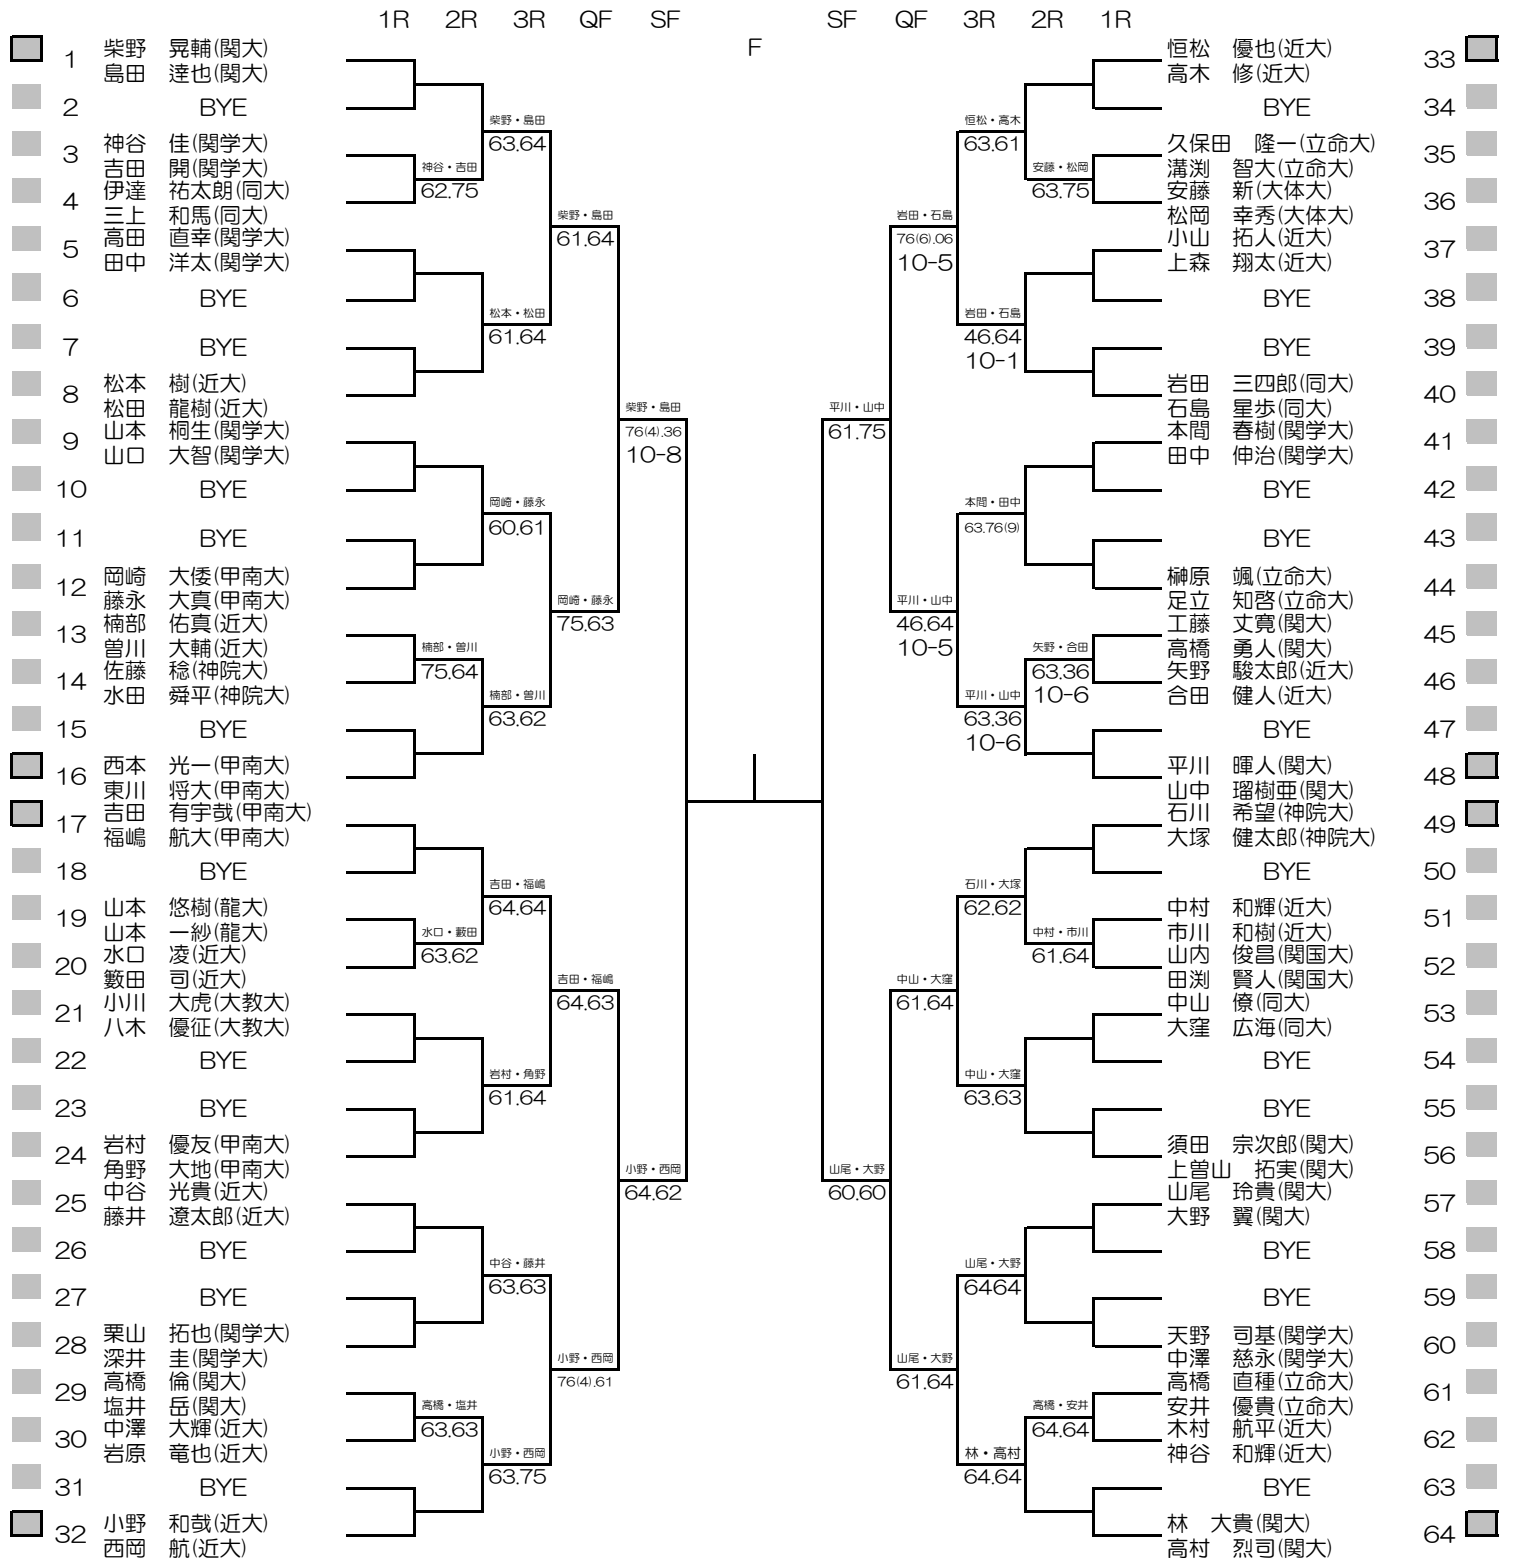 1R 2R 3R QF SF
F
SF QF 3R 2R 1R
1
柴野 晃輔(関大)
島田 達也(関大)
2
BYE
3
神谷 佳(関学大)
吉田 開(関学大)
4
伊達 祐太朗(同大)
三上 和馬(同大)
5
高田 直幸(関学大)
田中 洋太(関学大)
6
BYE
7
BYE
8
松本 樹(近大)
松田 龍樹(近大)
9
山本 桐生(関学大)
山口 大智(関学大)
10
BYE
11
BYE
12
岡崎 大倭(甲南大)
藤永 大真(甲南大)
13
楠部 佑真(近大)
曽川 大輔(近大)
14
佐藤 稔(神院大)
水田 舜平(神院大)
15
BYE
16
西本 光一(甲南大)
東川 将大(甲南大)
17
吉田 有宇哉(甲南大)
福嶋 航大(甲南大)
18
BYE
19
山本 悠樹(龍大)
山本 一紗(龍大)
20
水口 凌(近大)
籔田 司(近大)
21
小川 大虎(大教大)
八木 優征(大教大)
22
BYE
23
BYE
24
岩村 優友(甲南大)
角野 大地(甲南大)
25
中谷 光貴(近大)
藤井 遼太郎(近大)
26
BYE
27
BYE
28
栗山 拓也(関学大)
深井 圭(関学大)
29
高橋 倫(関大)
塩井 岳(関大)
30
中澤 大輝(近大)
岩原 竜也(近大)
31
BYE
32
小野 和哉(近大)
西岡 航(近大)
神谷・吉田
62.75
楠部・曽川
75.64
水口・藪田
63.62
高橋・塩井
63.63
柴野・島田
63.64
松本・松田
61.64
岡崎・藤永
60.61
楠部・曽川
63.62
吉田・福嶋
64.64
岩村・角野
61.64
中谷・藤井
63.63
小野・西岡
63.75
柴野・島田
61.64
岡崎・藤永
75.63
吉田・福嶋
64.63
小野・西岡
76(4).61
柴野・島田
76(4).36
10-8
小野・西岡
64.62
平川・山中
61.75
山尾・大野
60.60
岩田・石島
76(6).06
10-5
平川・山中
46.64
10-5
中山・大窪
61.64
山尾・大野
61.64
恒松・高木
63.61
岩田・石島
46.64
10-1
本間・田中
63.76(9)
平川・山中
63.36
10-6
石川・大塚
62.62
中山・大窪
63.63
山尾・大野
6464
林・高村
64.64
安藤・松岡
63.75
矢野・合田
63.36
10-6
中村・市川
61.64
高橋・安井
64.64
恒松 優也(近大)
高木 修(近大)
33
BYE
34
久保田 隆一(立命大)
溝渕 智大(立命大)
35
安藤 新(大体大)
松岡 幸秀(大体大)
36
小山 拓人(近大)
上森 翔太(近大)
37
BYE
38
BYE
39
岩田 三四郎(同大)
石島 星歩(同大)
40
本間 春樹(関学大)
田中 伸治(関学大)
41
BYE
42
BYE
43
榊原 颯(立命大)
足立 知啓(立命大)
44
工藤 丈寛(関大)
高橋 勇人(関大)
45
矢野 駿太郎(近大)
合田 健人(近大)
46
BYE
47
平川 暉人(関大)
山中 瑠樹亜(関大)
48
石川 希望(神院大)
大塚 健太郎(神院大)
49
BYE
50
中村 和輝(近大)
市川 和樹(近大)
51
山内 俊昌(関国大)
田渕 賢人(関国大)
52
中山 僚(同大)
大窪 広海(同大)
53
BYE
54
BYE
55
須田 宗次郎(関大)
上曽山 拓実(関大)
56
山尾 玲貴(関大)
大野 翼(関大)
57
BYE
58
BYE
59
天野 司基(関学大)
中澤 慈永(関学大)
60
高橋 直種(立命大)
安井 優貴(立命大)
61
木村 航平(近大)
神谷 和輝(近大)
62
BYE
63
林 大貴(関大)
高村 烈司(関大)
64